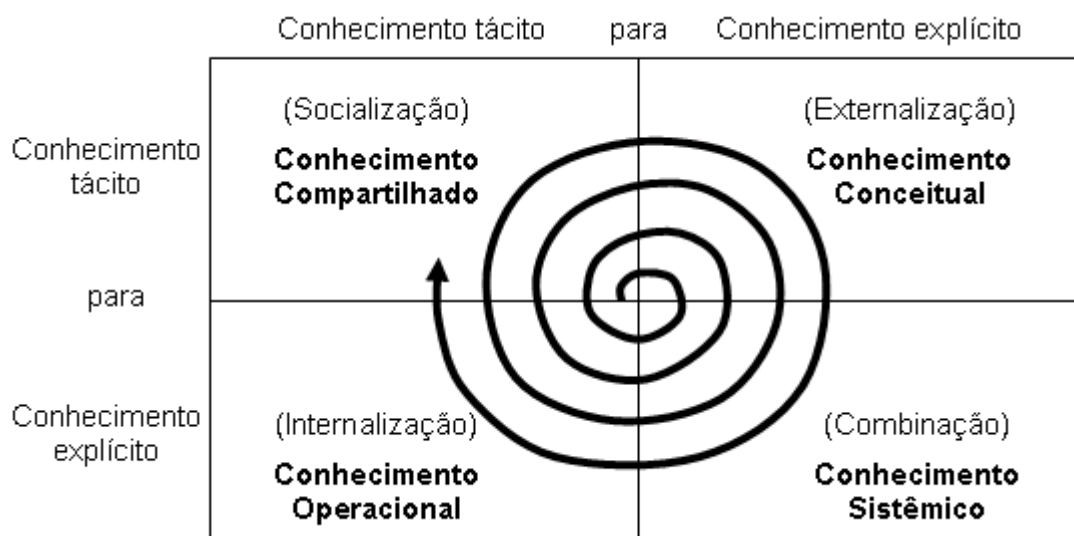 Conhecimento tácito para Conhecimento explícito
(Socialização)
Conhecimento
Compartilhado
(Externalização)
Conhecimento
Conceitual
Conhecimento
tácito
para
Conhecimento
explícito
(Internalização)
Conhecimento
Operacional
(Combinação)
Conhecimento
Sistêmico